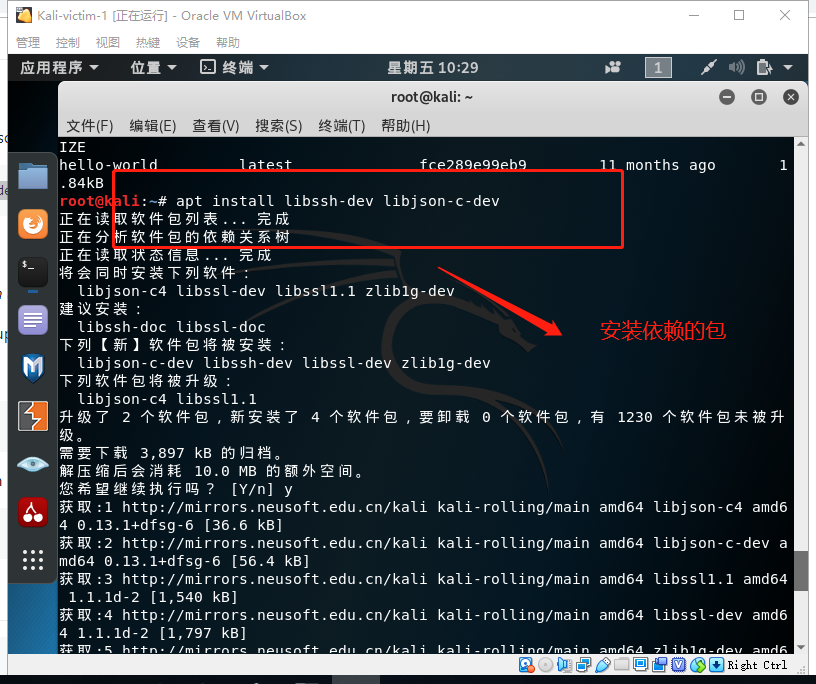 Kali-victim-1 [正在运行] - Oracle VM VirtualBox
管理 控制 视图 热键 设备 帮助
应用程序 位置 终端 星期五 10:29 1
root@kali: ~
文件(F) 编辑(E) 查看(V) 搜索(S) 终端(T) 帮助(H)
IZE
hello-world latest fce289e99eb9 11 months ago 1
.84kB
root@kali:~# apt install libssh-dev libjson-c-dev
正在读取软件包列表... 完成
正在分析软件包的依赖关系树
正在读取状态信息... 完成
将会同时安装下列软件：
libjson-c4 libssl-dev libssl1.1 zlib1g-dev
建议安装：
libssh-doc libssl-doc
下列【新】软件包将被安装：
libjson-c-dev libssh-dev libssl-dev zlib1g-dev
下列软件包将被升级：
libjson-c4 libssl1.1
升级了 2 个软件包，新安装了 4 个软件包，要卸载 0 个软件包，有 1230 个软件包未被升
级。
需要下载 3,897 kB 的归档。
解压缩后会消耗 10.0 MB 的额外空间。
您希望继续执行吗？ [Y/n] y
获取:1 http://mirrors.neusoft.edu.cn/kali kali-rolling/main amd64 libjson-c4 amd6
4 0.13.1+dfsg-6 [36.6 kB]
获取:2 http://mirrors.neusoft.edu.cn/kali kali-rolling/main amd64 libjson-c-dev a
md64 0.13.1+dfsg-6 [56.4 kB]
获取:3 http://mirrors.neusoft.edu.cn/kali kali-rolling/main amd64 libssl1.1 amd64
1.1.1d-2 [1,540 kB]
获取:4 http://mirrors.neusoft.edu.cn/kali kali-rolling/main amd64 libssl-dev amd6
4 1.1.1d-2 [1,797 kB]
获取:5 http://mirrors.neusoft.edu.cn/kali kali-rolling/main amd64 zlib1g-dev amd6
安装依赖的包
Right Ctrl